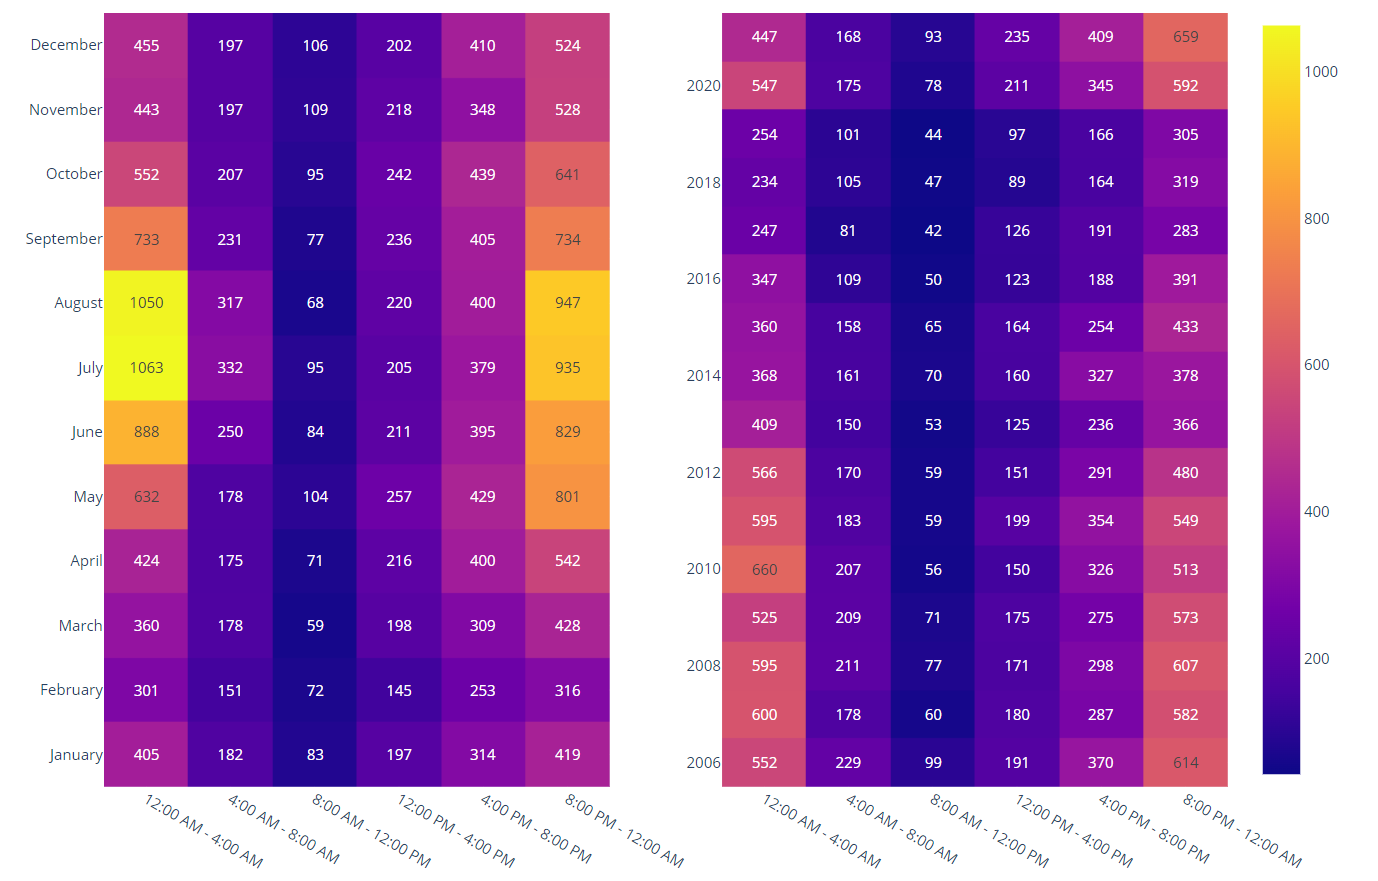 December 455 197 106 202 410 524
November 443 197 109 218 348 528
October 552 207 95 242 439 641
September 733 231 77 236 405 734
August 1050 317 68 220 400 947
July 1063 332 95 205 379 935
June 888 250 84 211 395 829
May 632 178 104 257 429 801
April 424 175 71 216 400 542
March 360 178 59 198 309 428
February 301 151 72 145 253 316
January 405 182 83 197 314 419
12:00 AM - 4:00 AM
4:00 AM - 8:00 AM
8:00 AM - 12:00 PM
12:00 PM - 4:00 PM
4:00 PM - 8:00 PM
8:00 PM - 12:00 AM
447 168 93 235 409 659
2020 547 175 78 211 345 592
254 101 44 97 166 305
2018 234 105 47 89 164 319
247 81 42 126 191 283
2016 347 109 50 123 188 391
360 158 65 164 254 433
2014 368 161 70 160 327 378
409 150 53 125 236 366
2012 566 170 59 151 291 480
595 183 59 199 354 549
2010 660 207 56 150 326 513
525 209 71 175 275 573
2008 595 211 77 171 298 607
600 178 60 180 287 582
2006 552 229 99 191 370 614
12:00 AM - 4:00 AM
4:00 AM - 8:00 AM
8:00 AM - 12:00 PM
12:00 PM - 4:00 PM
4:00 PM - 8:00 PM
8:00 PM - 12:00 AM
1000
800
600
400
200